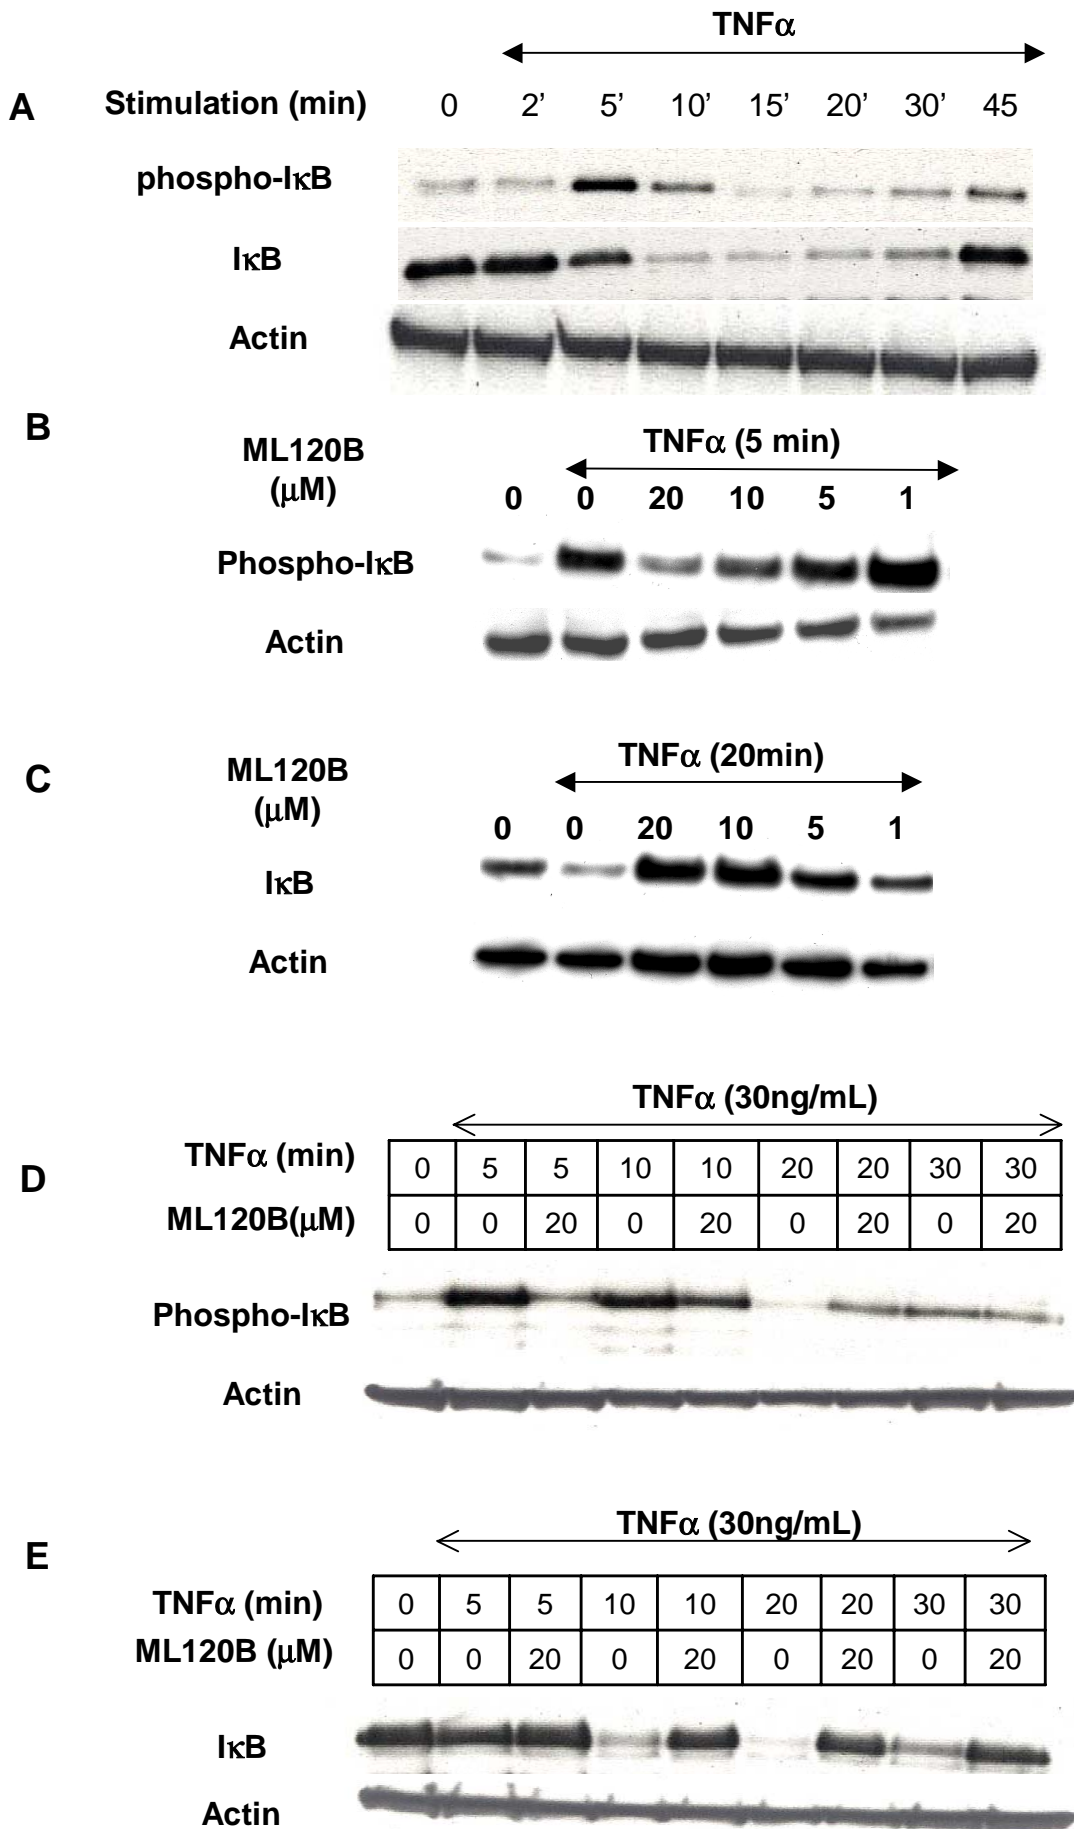 TNFα
A Stimulation (min) 0 2’ 5’ 10’ 15’ 20’ 30’ 45
phospho-IκB
IκB
Actin
B
ML120B
(μM)
TNFα (5 min)
0 0 20 10 5 1
Phospho-IκB
Actin
C
ML120B
(μM)
TNFα (20min)
0 0 20 10 5 1
IκB
Actin
TNFα (30ng/mL)
D
TNFα (min) 0 5 5 10 10 20 20 30 30
ML120B(μM) 0 0 20 0 20 0 20 0 20
Phospho-IκB
Actin
TNFα (30ng/mL)
E
TNFα (min) 0 5 5 10 10 20 20 30 30
ML120B (μM) 0 0 20 0 20 0 20 0 20
IκB
Actin